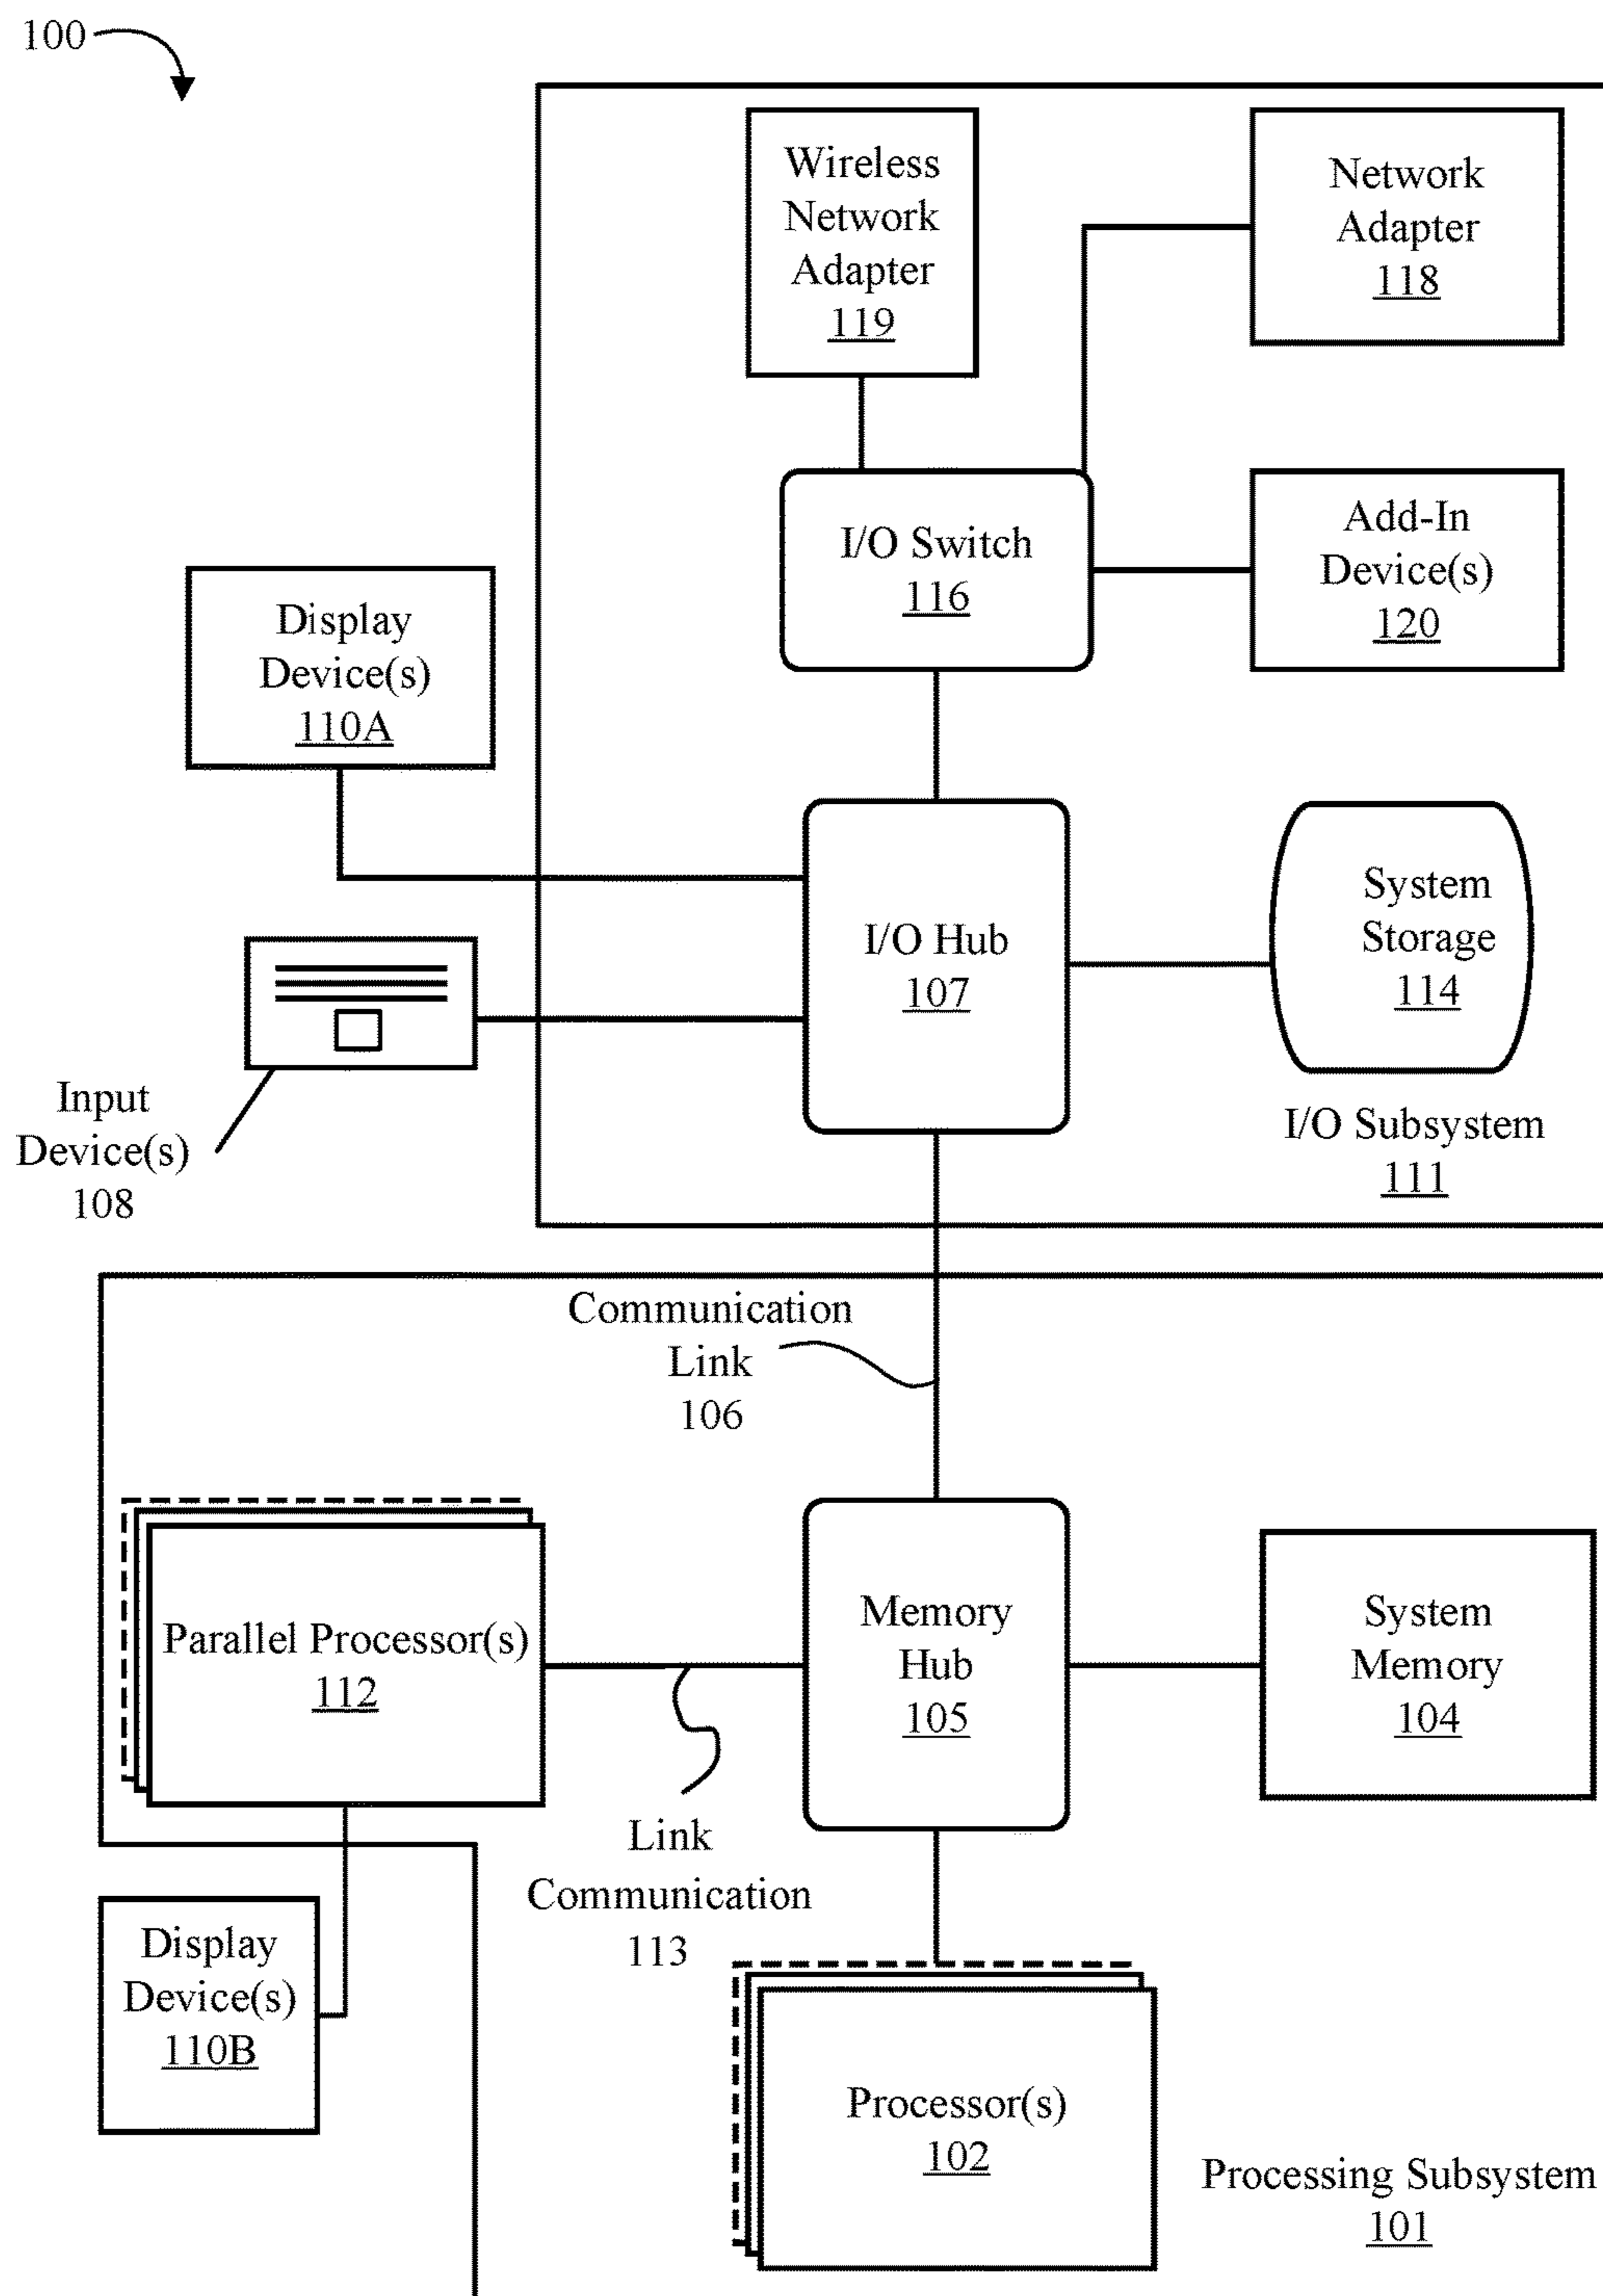 100
Wireless
Network
Adapter
119
Network
Adapter
118
I/O Switch
116
Add-In
Device(s)
120
Display
Device(s)
110A
I/O Hub
107
System
Storage
114
Input
Device(s)
108
I/O Subsystem
111
Communication
Link
106
Parallel Processor(s)
112
Memory
Hub
105
System
Memory
104
Link
Communication
113
Display
Device(s)
110B
Processor(s)
102
Processing Subsystem
101